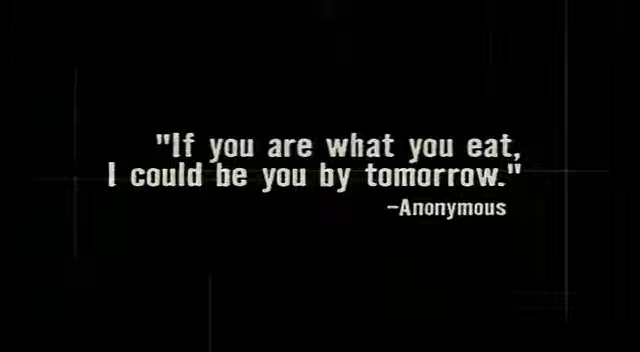 "If you are what you eat,
I could be you by tomorrow."
-Anonymous